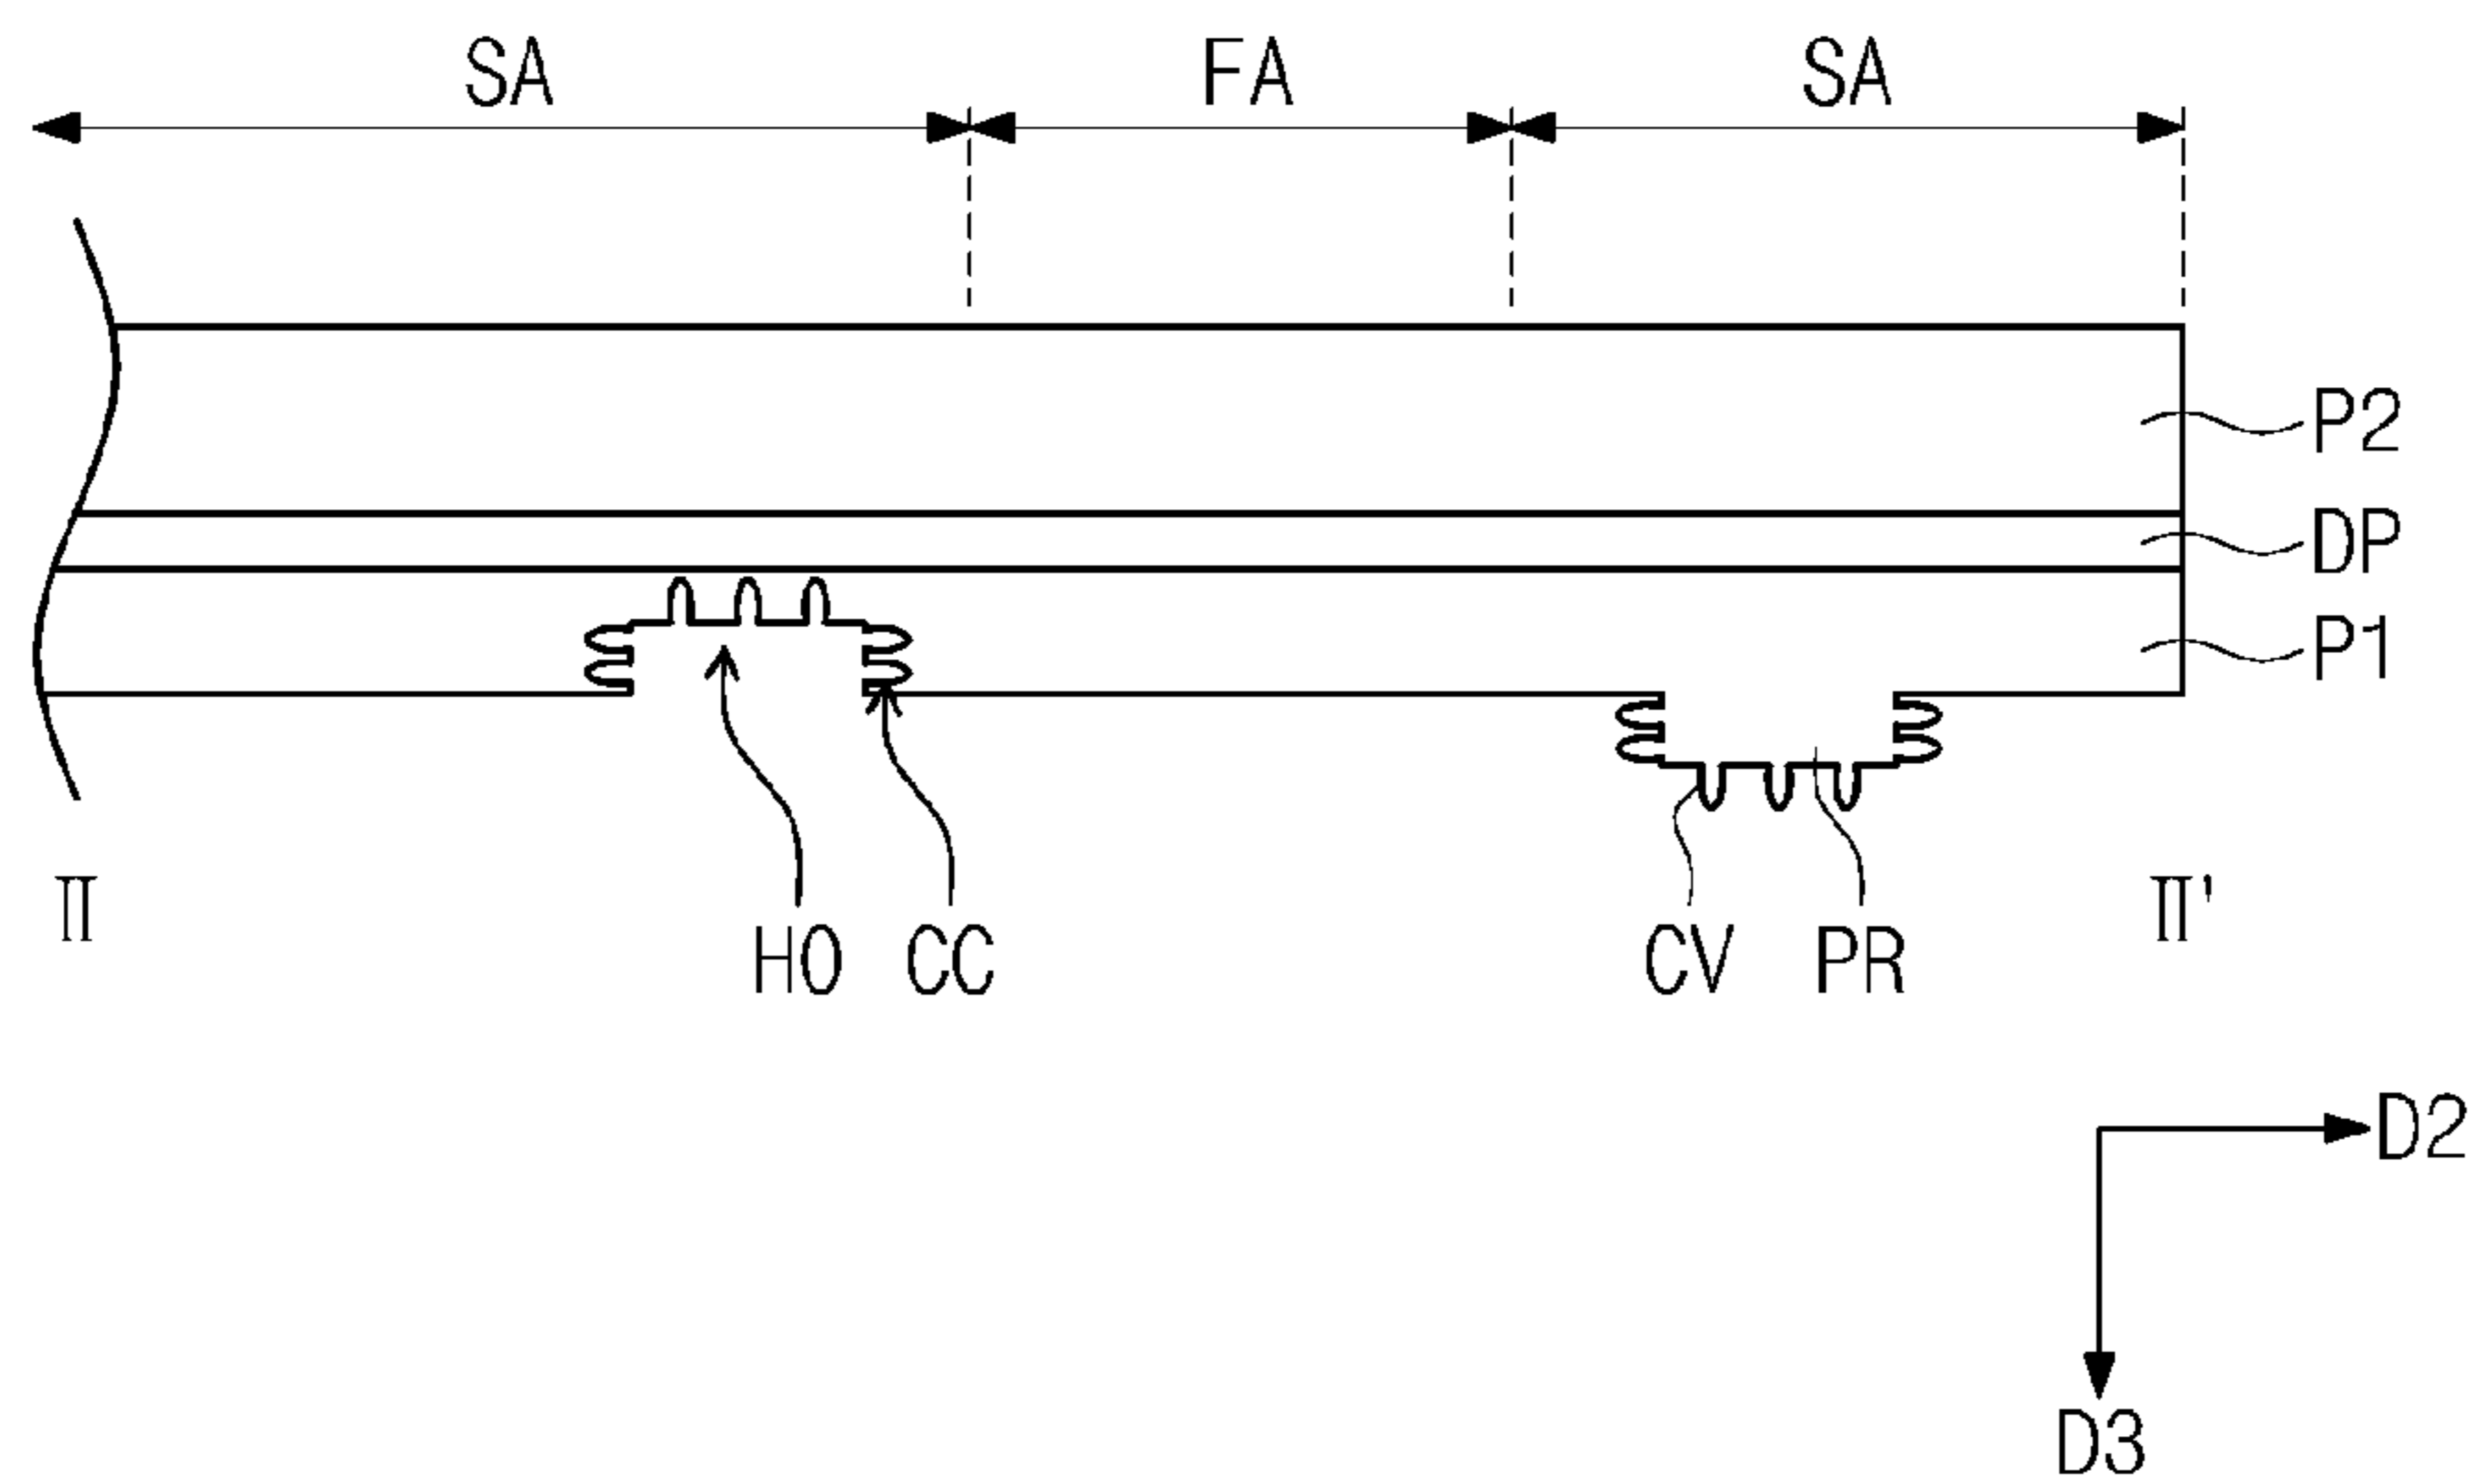 SA FA SA
P2
DP
P1
II II'
HO CC CV PR
D2
D3